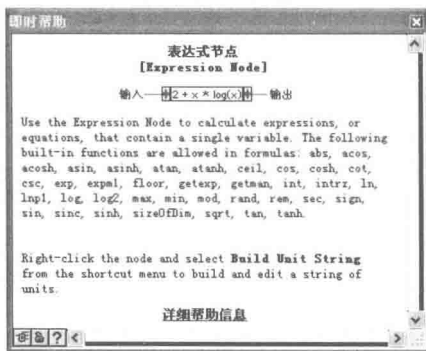 即时帮助
表达式节点
[Expression Node]
输入 2 + x * log(x) 输出
Use the Expression Node to calculate expressions, or
equations, that contain a single variable. The following
built-in functions are allowed in formulas: abs, acos,
acosh, asin, asinh, atan, atanh, ceil, cos, cosh, cot,
csc, exp, expm1, floor, getexp, getman, int, intrz, ln,
lnp1, log, log2, max, min, mod, rand, rem, sec, sign,
sin, sinc, sinh, sizeOfDim, sqrt, tan, tanh.
Right-click the node and select Build Unit String
from the shortcut menu to build and edit a string of
units.
详细帮助信息
?